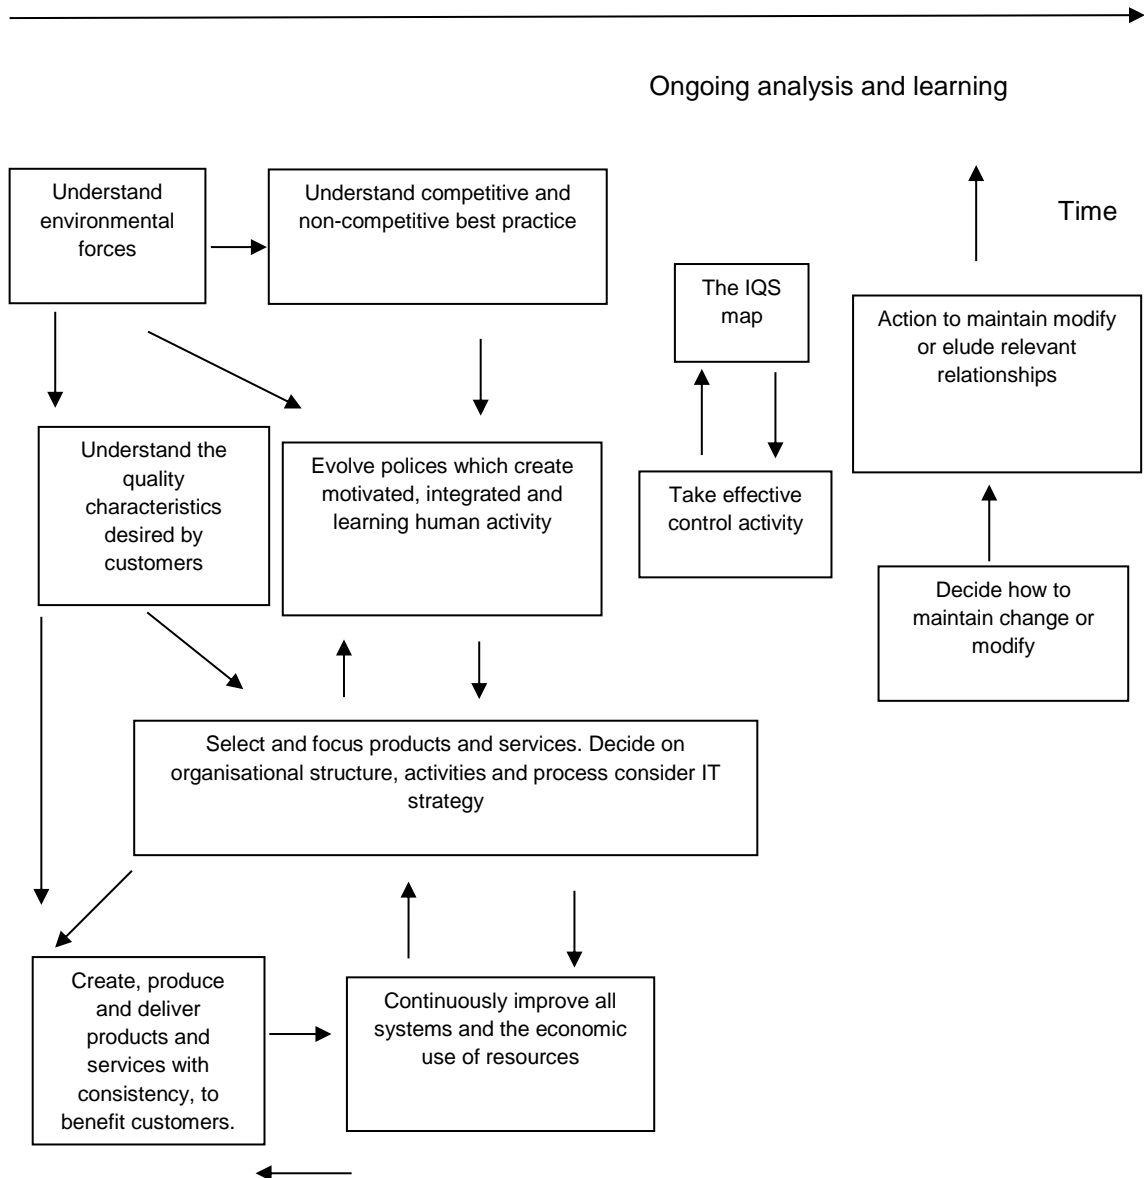 Ongoing analysis and learning
Understand
environmental
forces
Understand competitive and
non-competitive best practice
Time
The IQS
map
Action to maintain modify
or elude relevant
relationships
Understand the
quality
characteristics
desired by
customers
Evolve polices which create
motivated, integrated and
learning human activity
Take effective
control activity
Decide how to
maintain change or
modify
Select and focus products and services. Decide on
organisational structure, activities and process consider IT
strategy
Create, produce
and deliver
products and
services with
consistency, to
benefit customers.
Continuously improve all
systems and the economic
use of resources